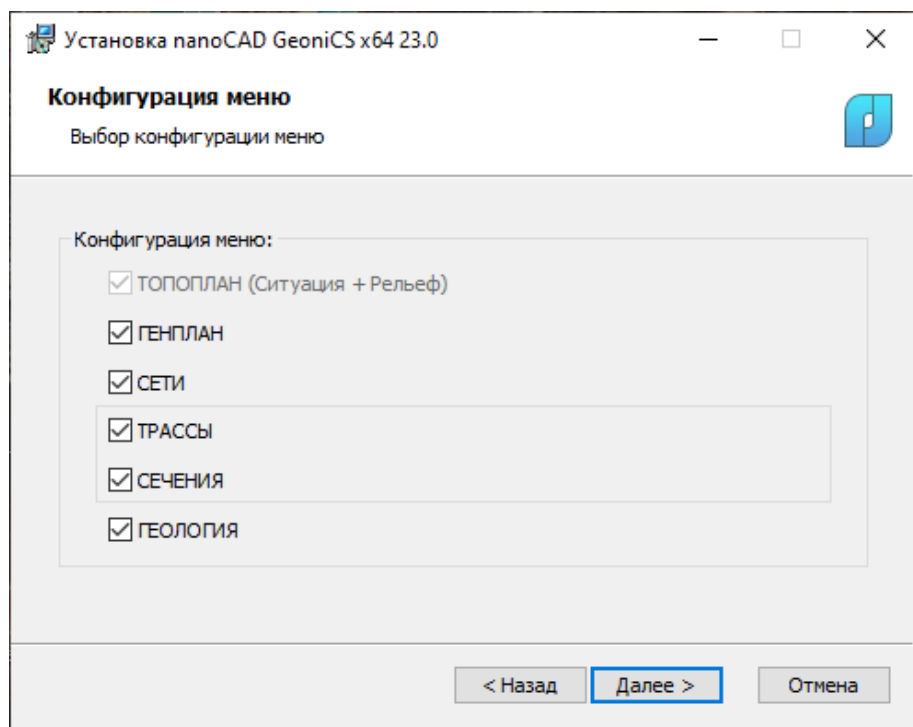 Установка nanoCAD GeoniCS x64 23.0
Конфигурация меню
Выбор конфигурации меню
Конфигурация меню:
ТОПОПЛАН (Ситуация + Рельеф)
ГЕНПЛАН
СЕТИ
ТРАССЫ
СЕЧЕНИЯ
ГЕОЛОГИЯ
< Назад Далее > Отмена